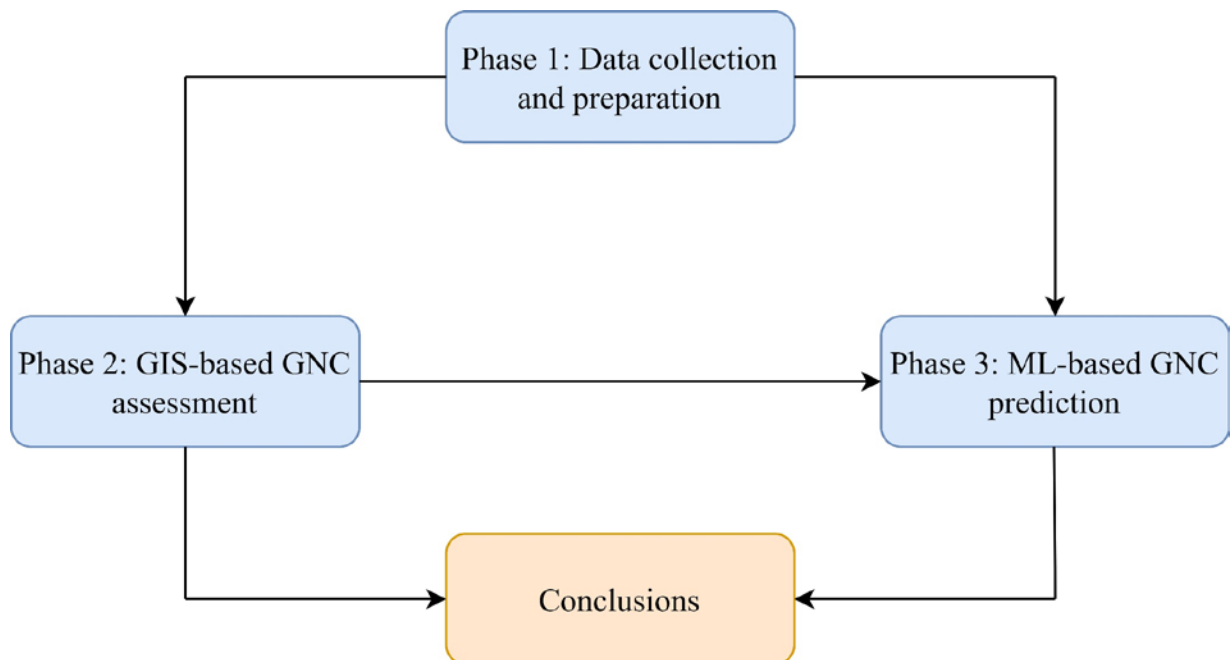 Phase 1: Data collection
and preparation
Phase 2: GIS-based GNC
assessment
Phase 3: ML-based GNC
prediction
Conclusions